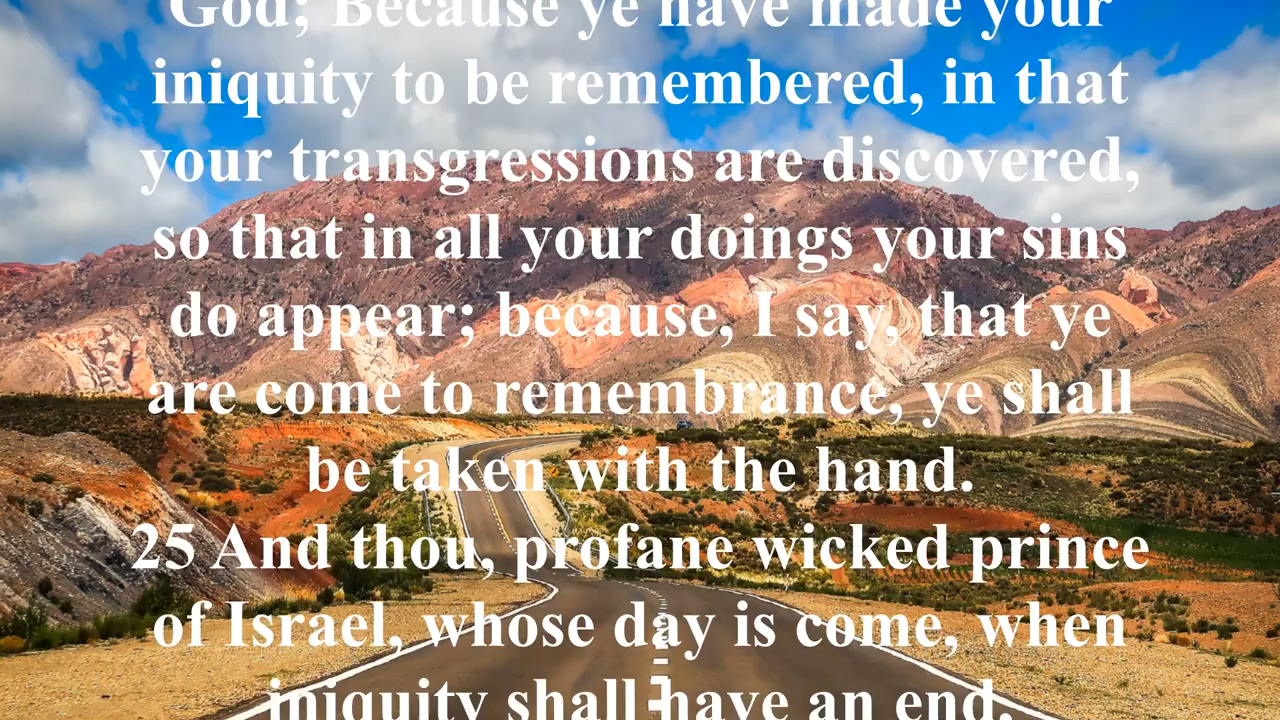 God; Because ye have made your
iniquity to be remembered, in that
your transgressions are discovered,
so that in all your doings your sins
do appear; because, I say, that ye
are come to remembrance, ye shall
be taken with the hand.
25 And thou, profane wicked prince
of Israel, whose day is come, when
iniquity shall have an end.